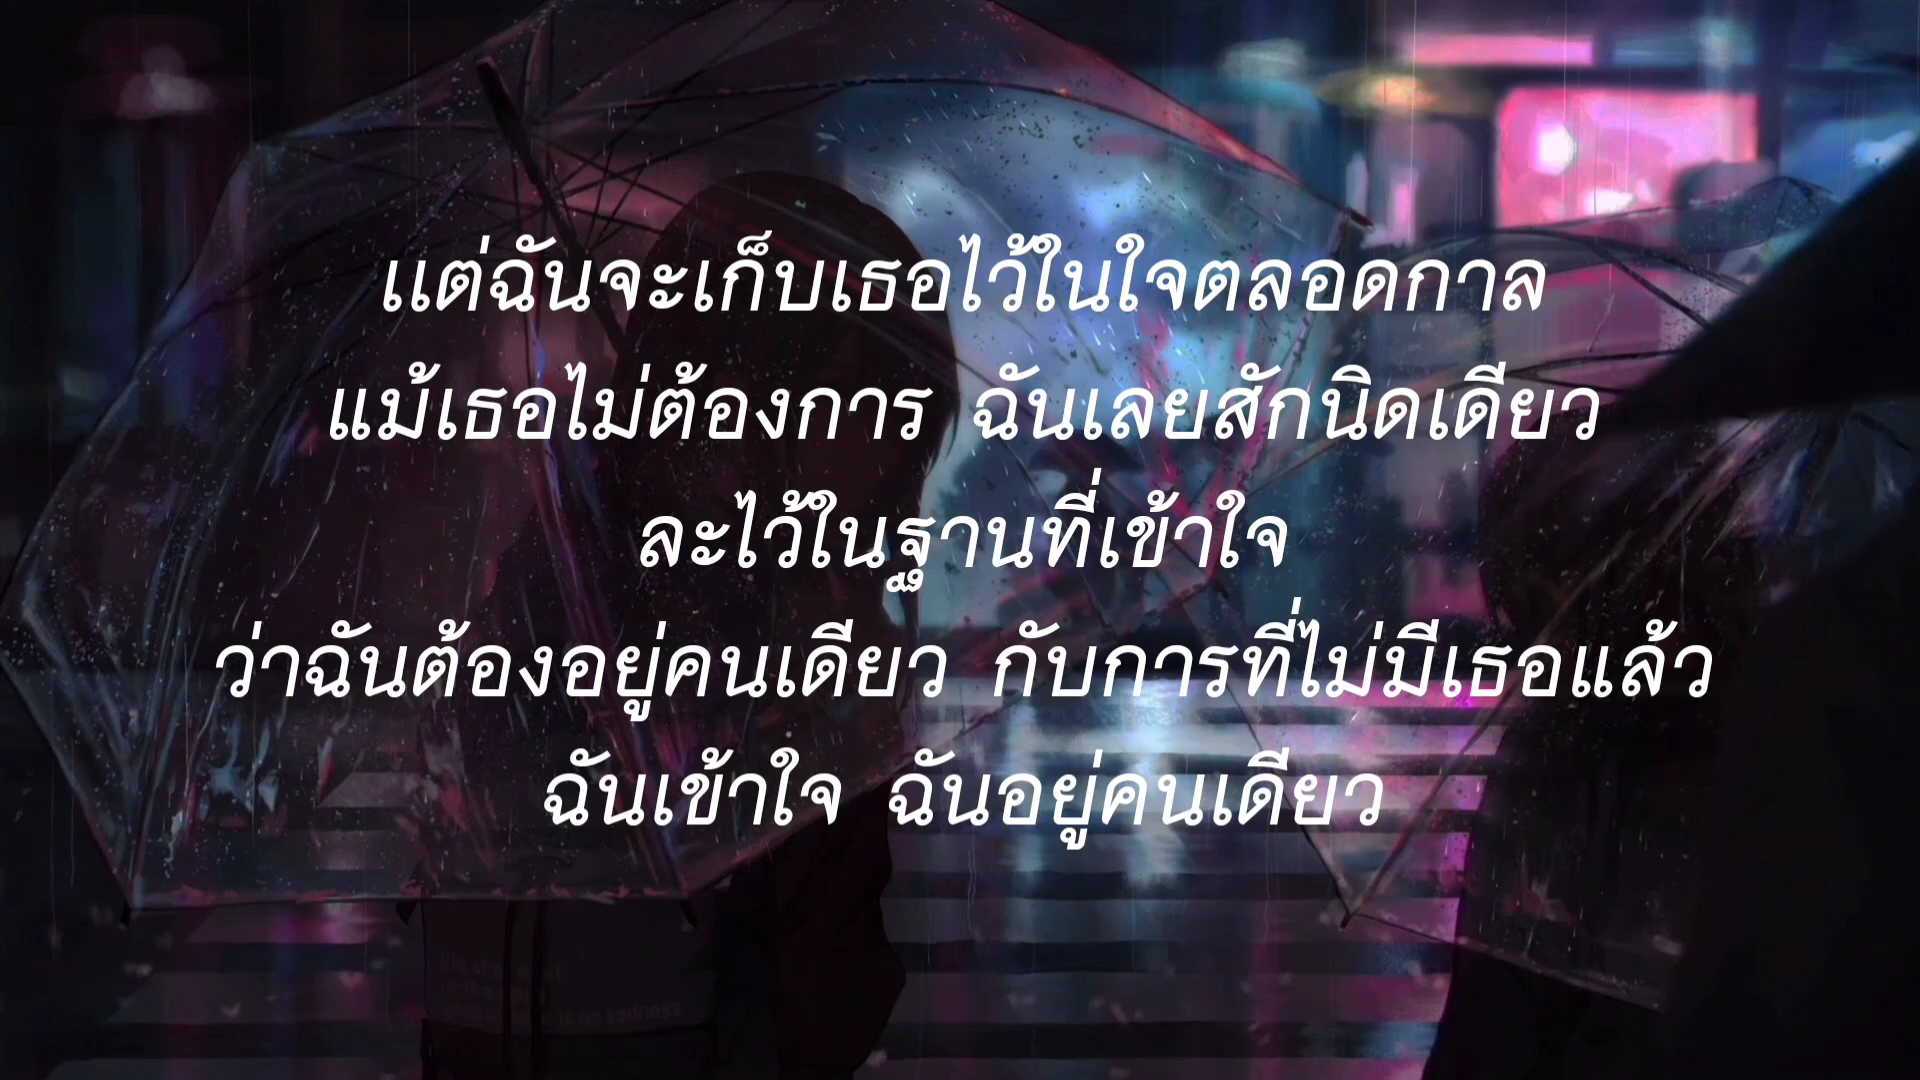 แต่ฉันจะเก็บเธอไว้ในใจตลอดกาล
แม้เธอไม่ต้องการ ฉันเลยสักนิดเดียว
ละไว้ในฐานที่เข้าใจ
ว่าฉันต้องอยู่คนเดียว กับการที่ไม่มีเธอแล้ว
ฉันเข้าใจ ฉันอยู่คนเดียว